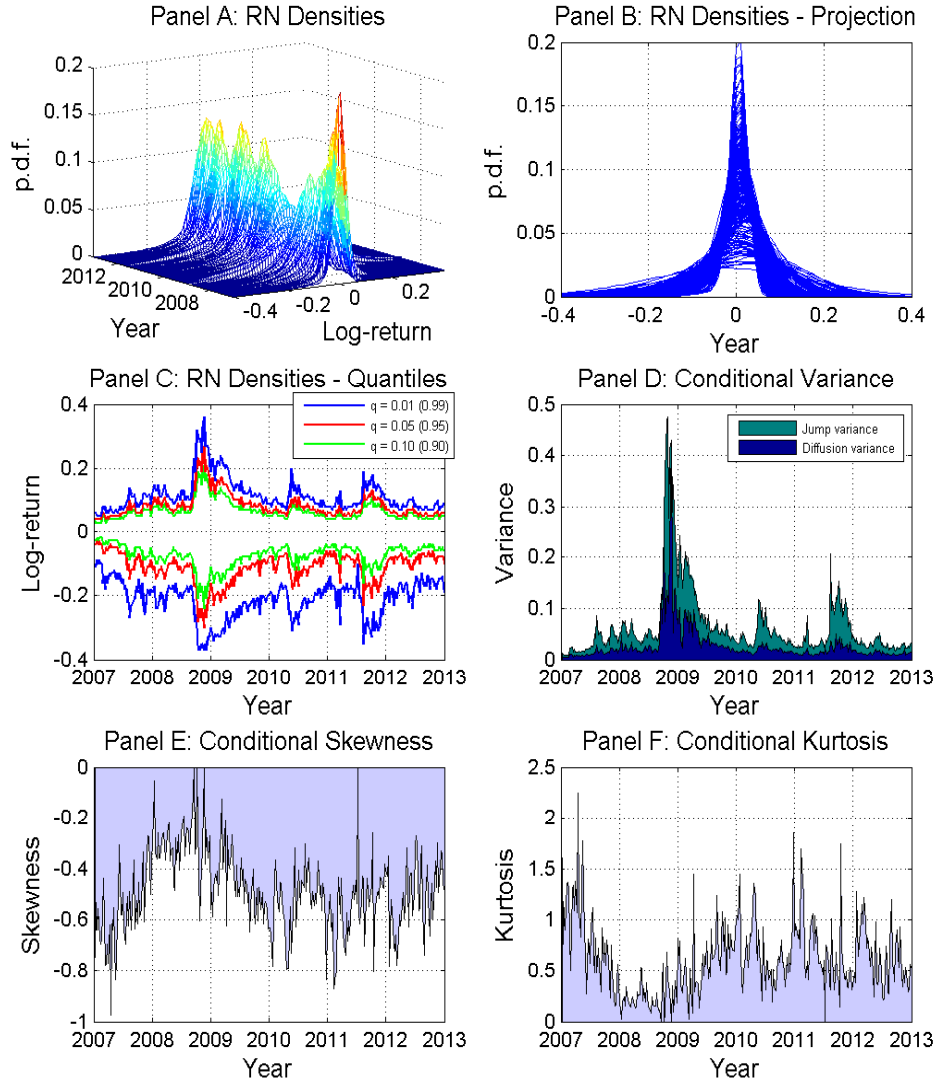 Panel A: RN Densities
0.2
0.15
0.1
0.05
0
p.d.f.
2012
2010
2008
Year
-0.4
-0.2
0
0.2
Log-return
Panel B: RN Densities - Projection
0.2
0.15
0.1
0.05
0
p.d.f.
-0.4
-0.2
0
0.2
0.4
Year
Panel C: RN Densities - Quantiles
q = 0.01 (0.99)
q = 0.05 (0.95)
q = 0.10 (0.90)
0.4
0.2
0
-0.2
-0.4
Log-return
2007 2008 2009 2010 2011 2012 2013
Year
Panel D: Conditional Variance
Jump variance
Diffusion variance
0.5
0.4
0.3
0.2
0.1
0
Variance
2007 2008 2009 2010 2011 2012 2013
Year
Panel E: Conditional Skewness
0
-0.2
-0.4
-0.6
-0.8
-1
Skewness
2007 2008 2009 2010 2011 2012 2013
Year
Panel F: Conditional Kurtosis
2.5
2
1.5
1
0.5
0
Kurtosis
2007 2008 2009 2010 2011 2012 2013
Year